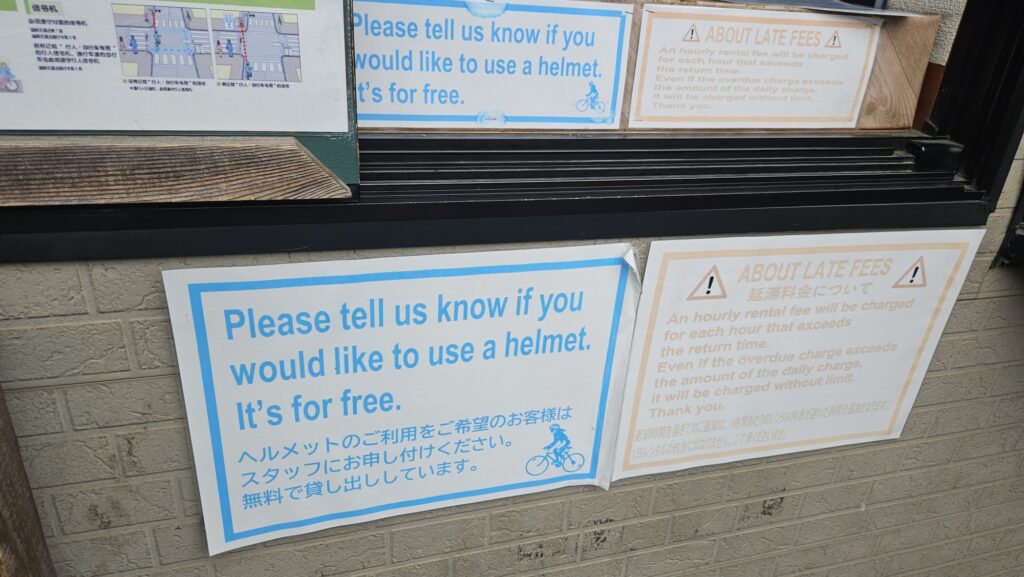 信号机
Please tell us know if you
would like to use a helmet.
It's for free.
ABOUT LATE FEES
An hourly rental fee will be charged
for each hour that exceeds
the return time.
Even if the overdue charge exceeds
the amount of the daily charge,
it will be charged without limit.
Thank you.
Please tell us know if you
would like to use a helmet.
It's for free.
ヘルメットのご利用をご希望のお客様は
スタッフにお申し付けください。
無料で貸し出ししています。
ABOUT LATE FEES
延滞料金について
An hourly rental fee will be charged
for each hour that exceeds
the return time.
Even if the overdue charge exceeds
the amount of the daily charge,
it will be charged without limit.
Thank you.